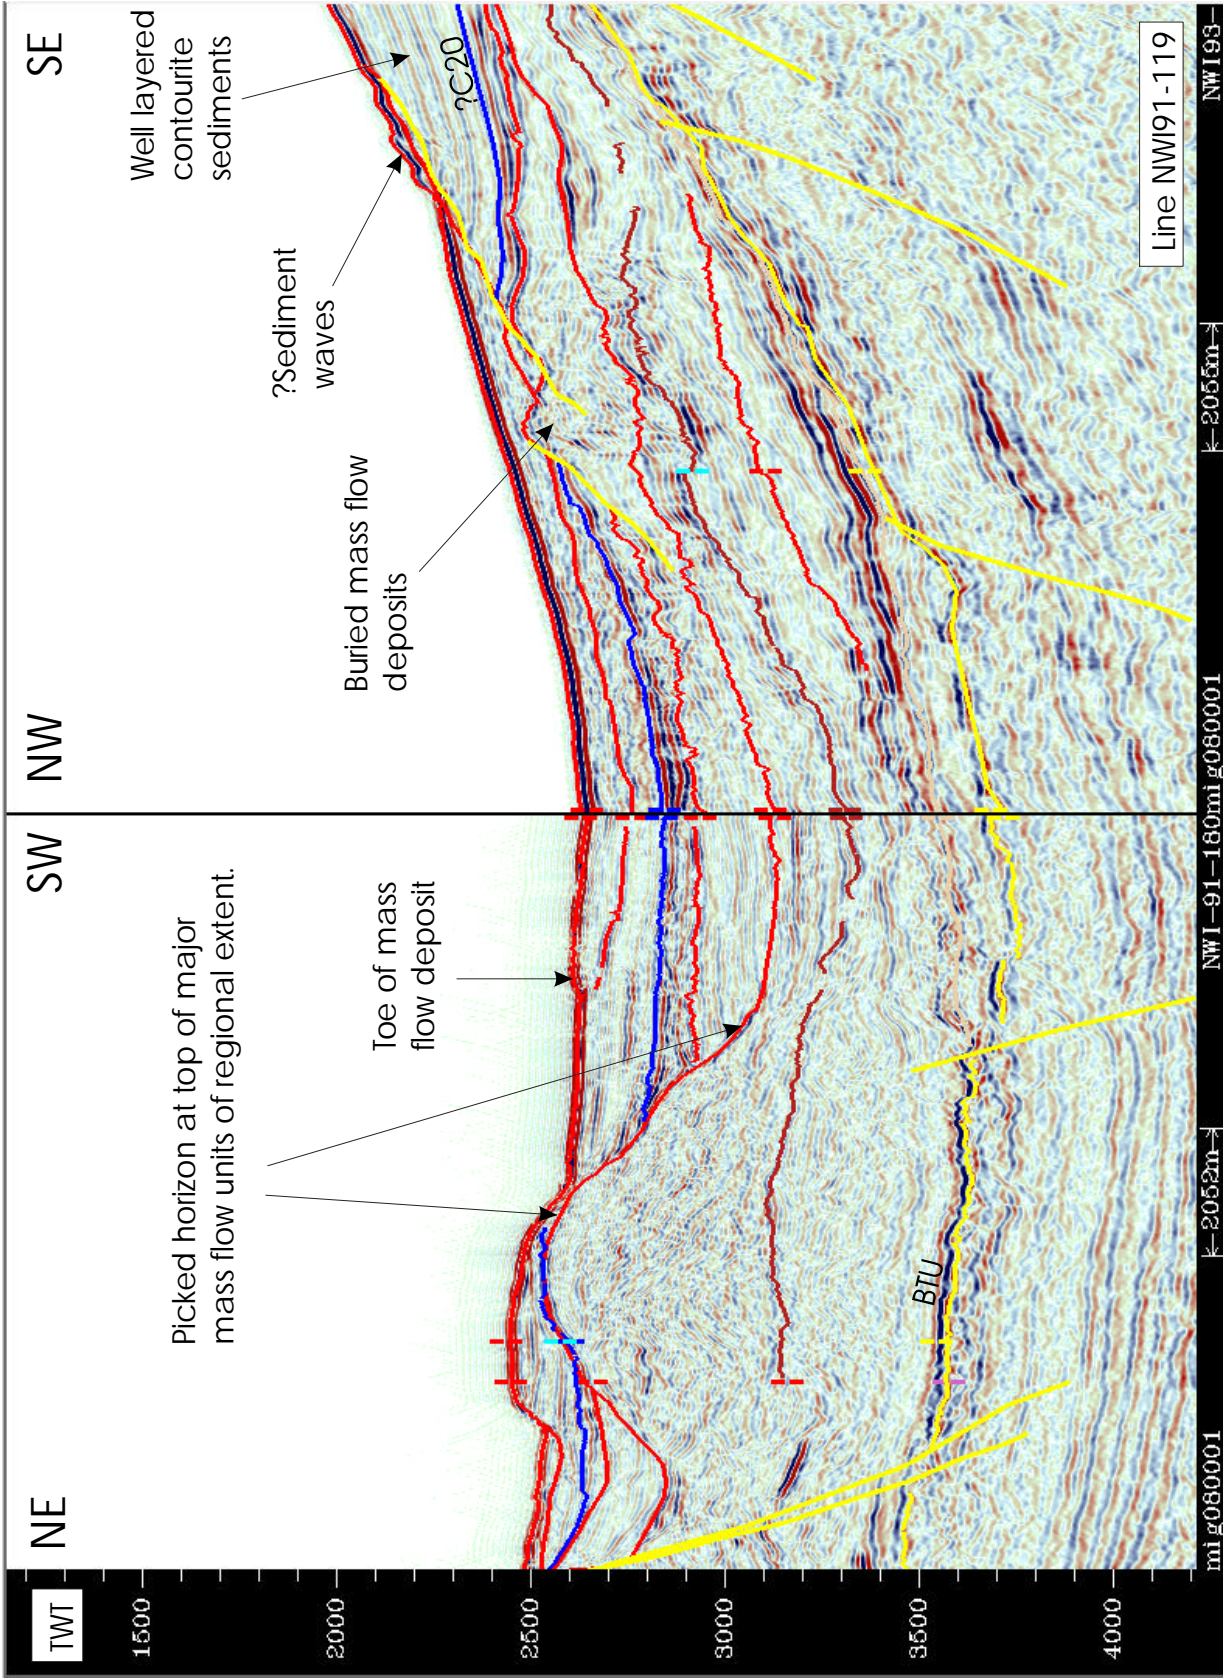 NE
SW
NW
SE
Picked horizon at top of major
mass flow units of regional extent.
Toe of mass
flow deposit
Buried mass flow
deposits
?Sediment
waves
Well layered
contourite
sediments
?C20
BTU
TWT
1500
2000
2500
3000
3500
4000
Line NWI91-119
mig080001
2052m
NWI-91-180mig080001
2055m
NWI93-